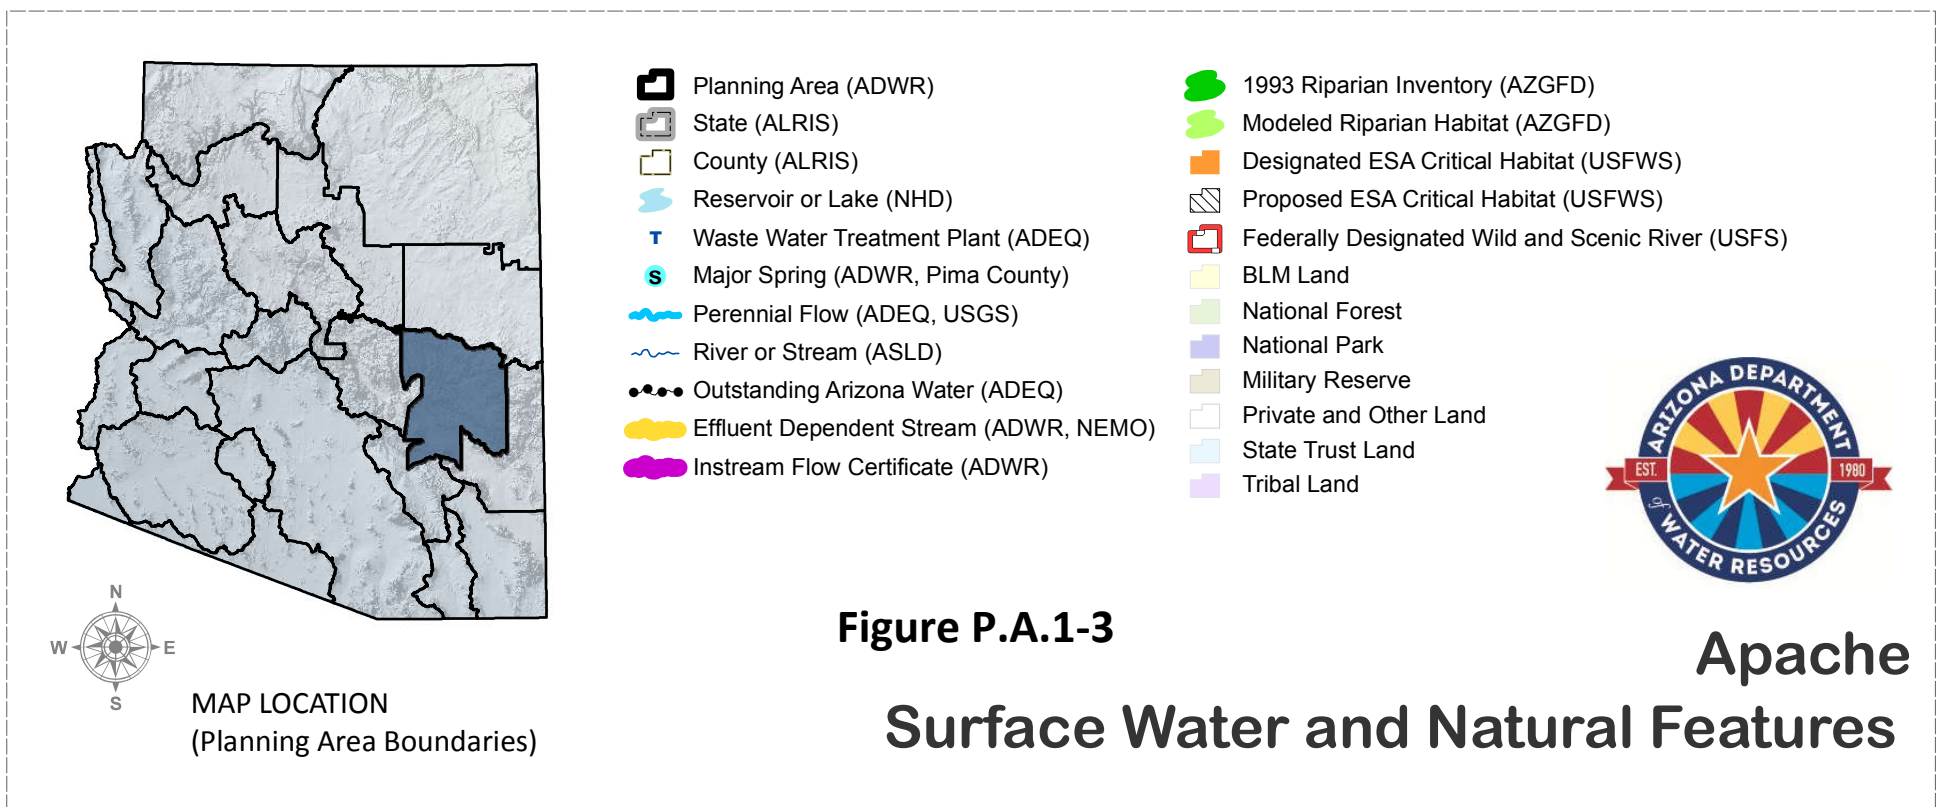 Planning Area (ADWR)
State (ALRIS)
County (ALRIS)
Reservoir or Lake (NHD)
T Waste Water Treatment Plant (ADEQ)
S Major Spring (ADWR, Pima County)
Perennial Flow (ADEQ, USGS)
River or Stream (ASLD)
Outstanding Arizona Water (ADEQ)
Effluent Dependent Stream (ADWR, NEMO)
Instream Flow Certificate (ADWR)
1993 Riparian Inventory (AZGFD)
Modeled Riparian Habitat (AZGFD)
Designated ESA Critical Habitat (USFWS)
Proposed ESA Critical Habitat (USFWS)
Federally Designated Wild and Scenic River (USFS)
BLM Land
National Forest
National Park
Military Reserve
Private and Other Land
State Trust Land
Tribal Land
ARIZONA DEPARTMENT
EST. 1980
of WATER RESOURCES
N
W E
S
MAP LOCATION
(Planning Area Boundaries)
Figure P.A.1-3
Apache
Surface Water and Natural Features